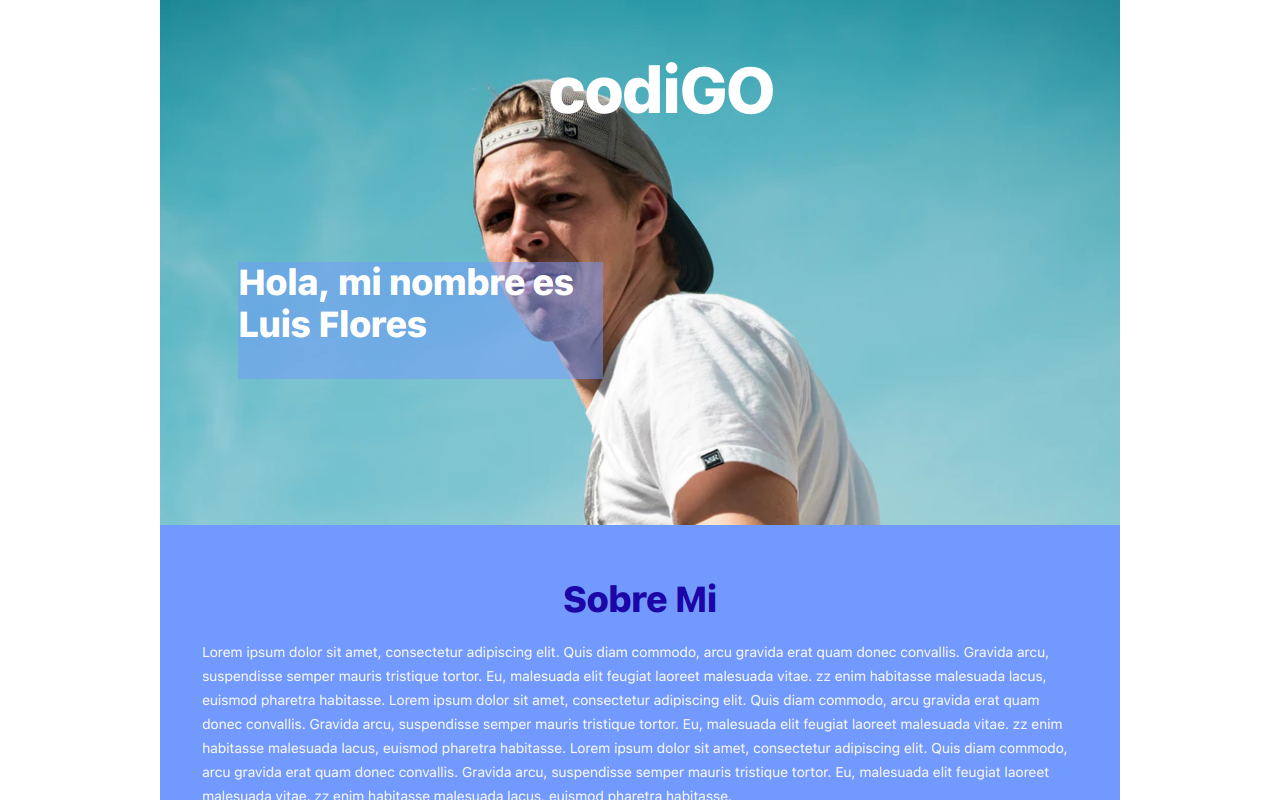 codiGO
Hola, mi nombre es
Luis Flores
Sobre Mi
Lorem ipsum dolor sit amet, consectetur adipiscing elit. Quis diam commodo, arcu gravida erat quam donec convallis. Gravida arcu,
suspendisse semper mauris tristique tortor. Eu, malesuada elit feugiat laoreet malesuada vitae. zz enim habitasse malesuada lacus,
euismod pharetra habitasse. Lorem ipsum dolor sit amet, consectetur adipiscing elit. Quis diam commodo, arcu gravida erat quam
donec convallis. Gravida arcu, suspendisse semper mauris tristique tortor. Eu, malesuada elit feugiat laoreet malesuada vitae. zz enim
habitasse malesuada lacus, euismod pharetra habitasse. Lorem ipsum dolor sit amet, consectetur adipiscing elit. Quis diam commodo,
arcu gravida erat quam donec convallis. Gravida arcu, suspendisse semper mauris tristique tortor. Eu, malesuada elit feugiat laoreet
malesuada vitae. zz enim habitasse malesuada lacus, euismod pharetra habitasse.